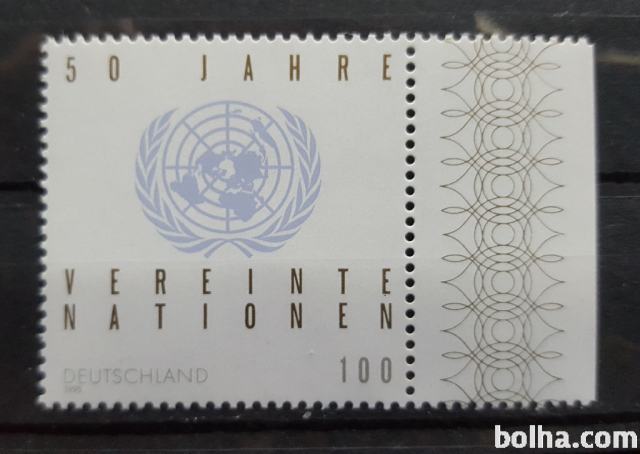 50 JAHRE
VEREINTE
NATIONEN
DEUTSCHLAND
1995
100
bolha.com